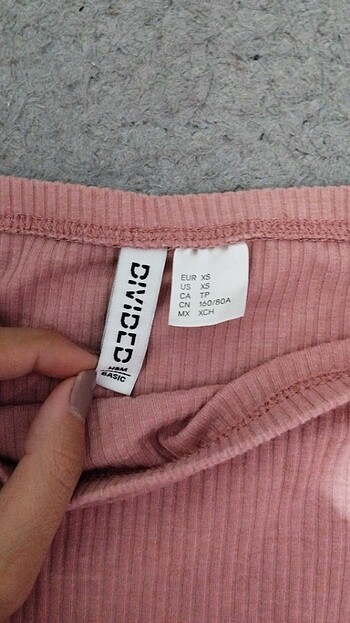 DIVIDED
H&M
BASIC
EUR XS
US XS
CA TP
CN 160/80A
MX XCH